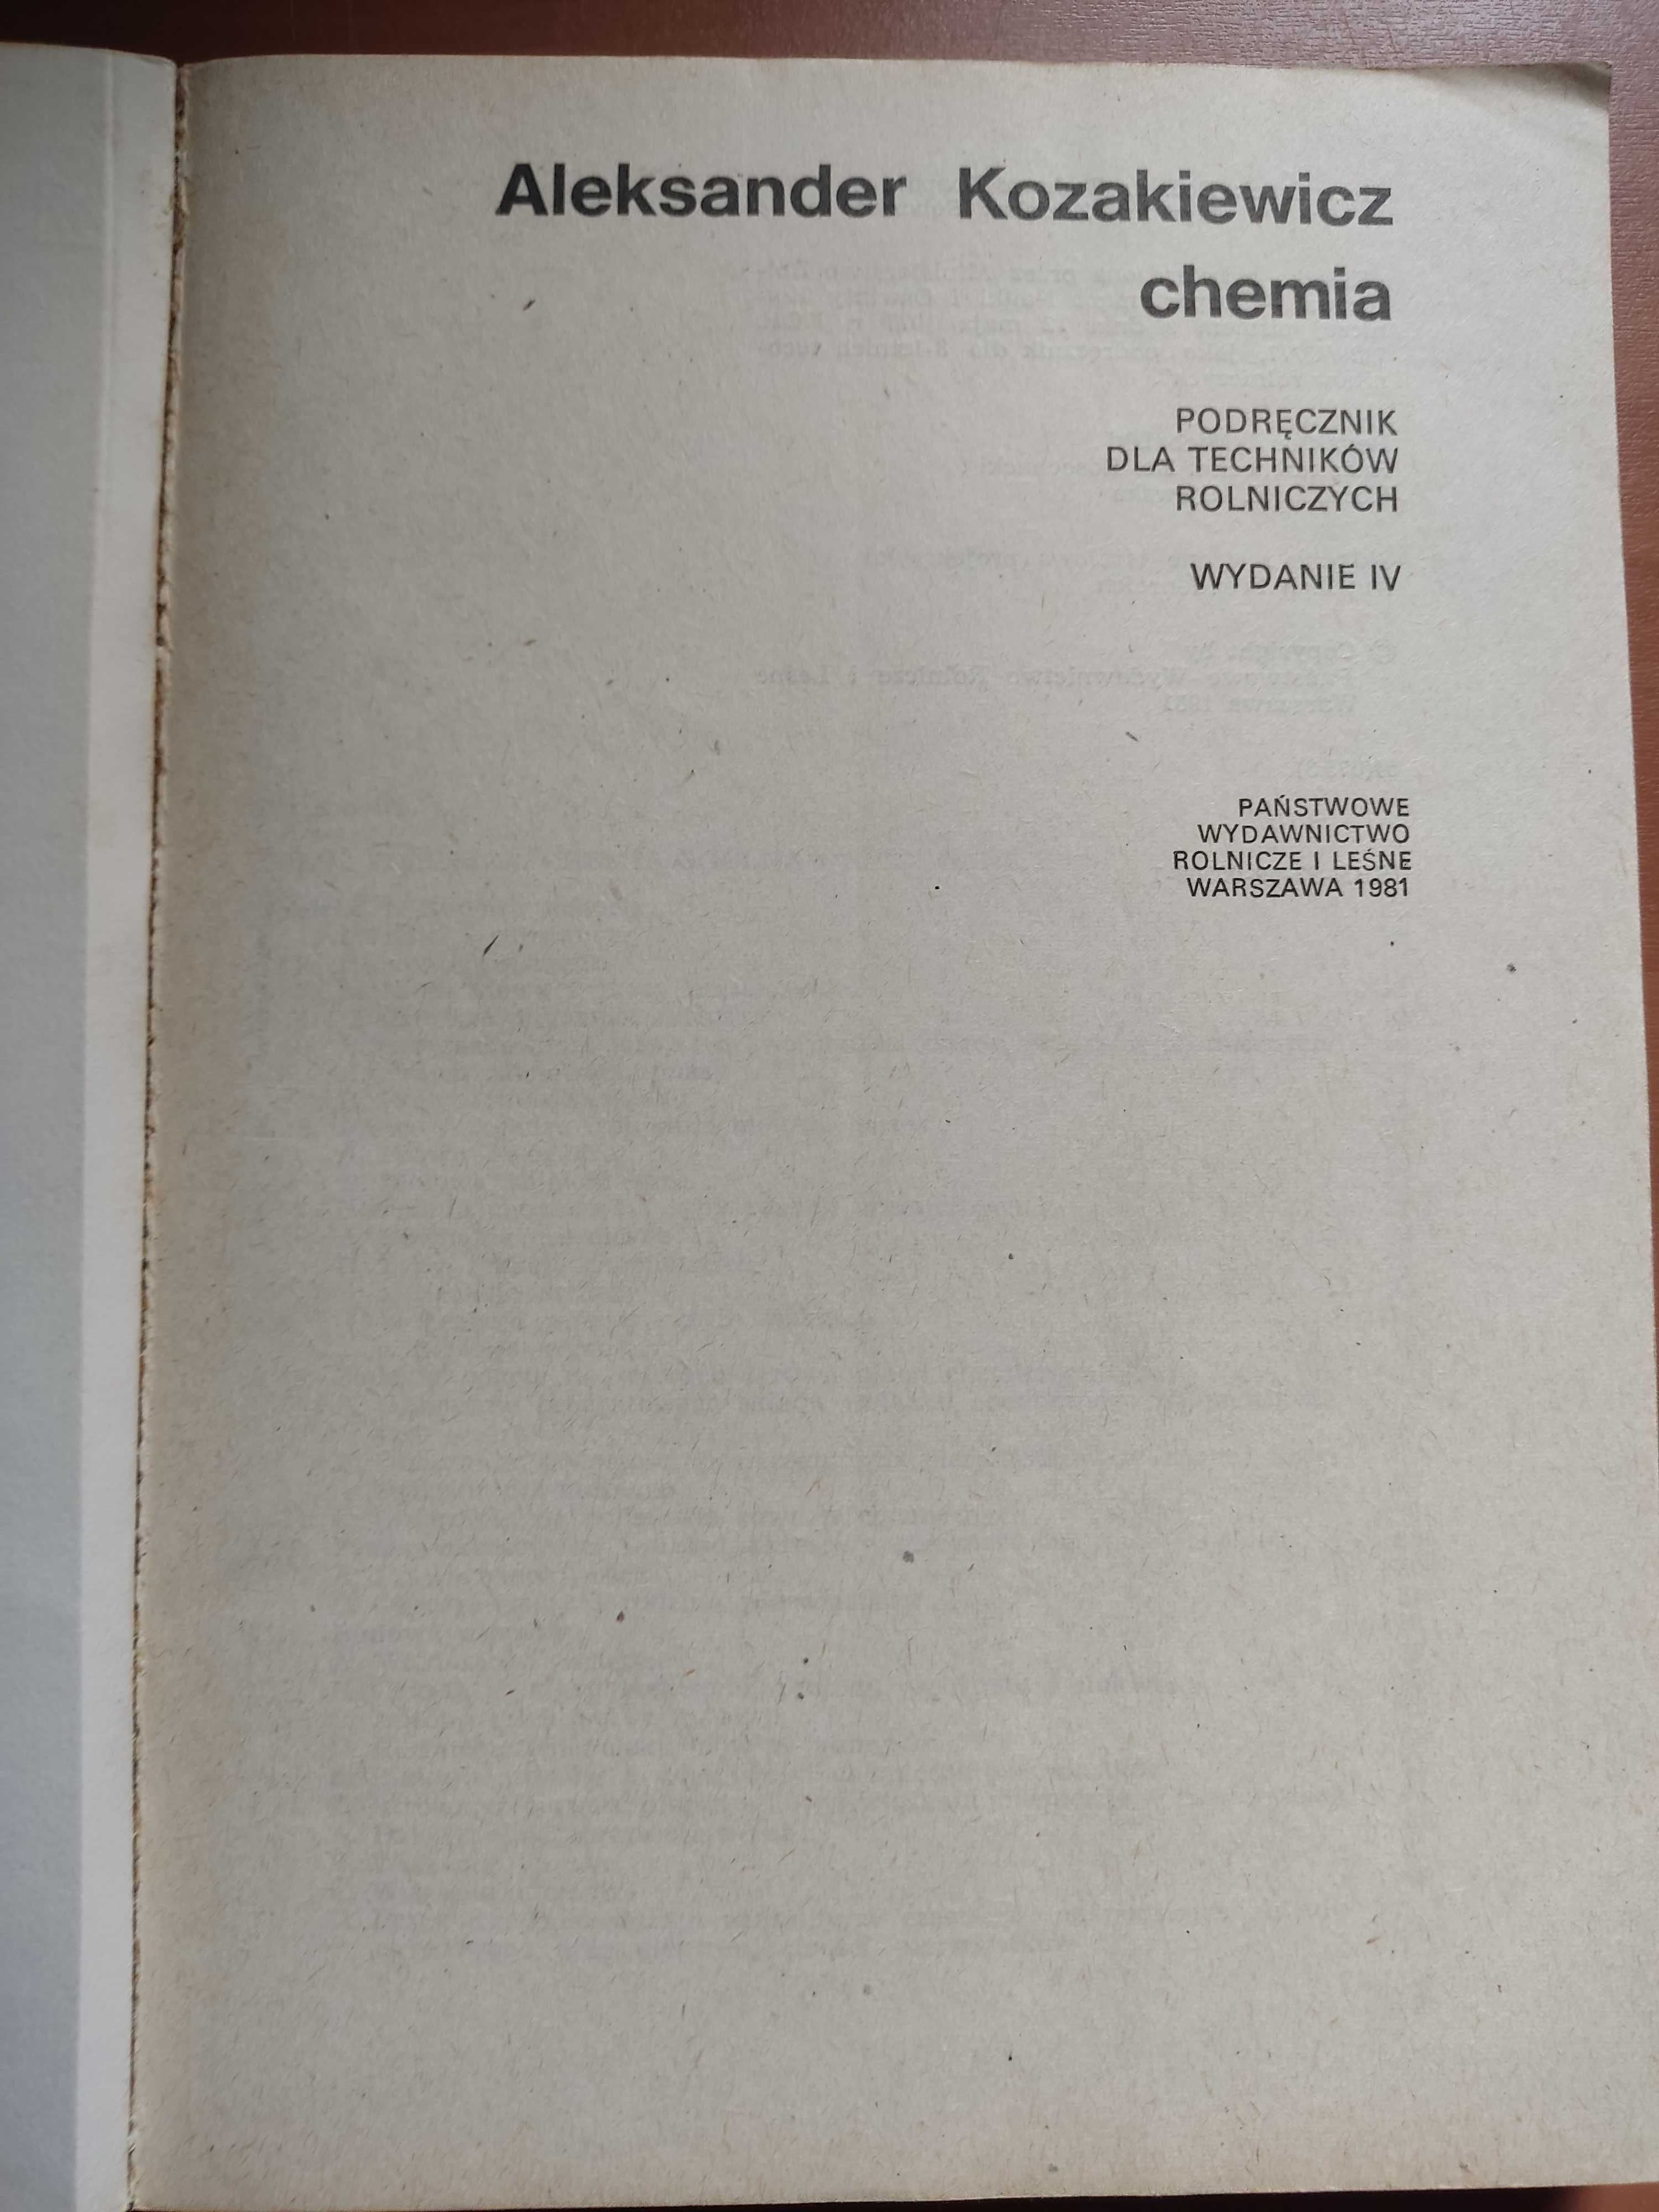 Aleksander Kozakiewicz
chemia
PODRĘCZNIK
DLA TECHNIKÓW
ROLNICZYCH
WYDANIE IV
PAŃSTWOWE
WYDAWNICTWO
ROLNICZE I LEŚNE
WARSZAWA 1981